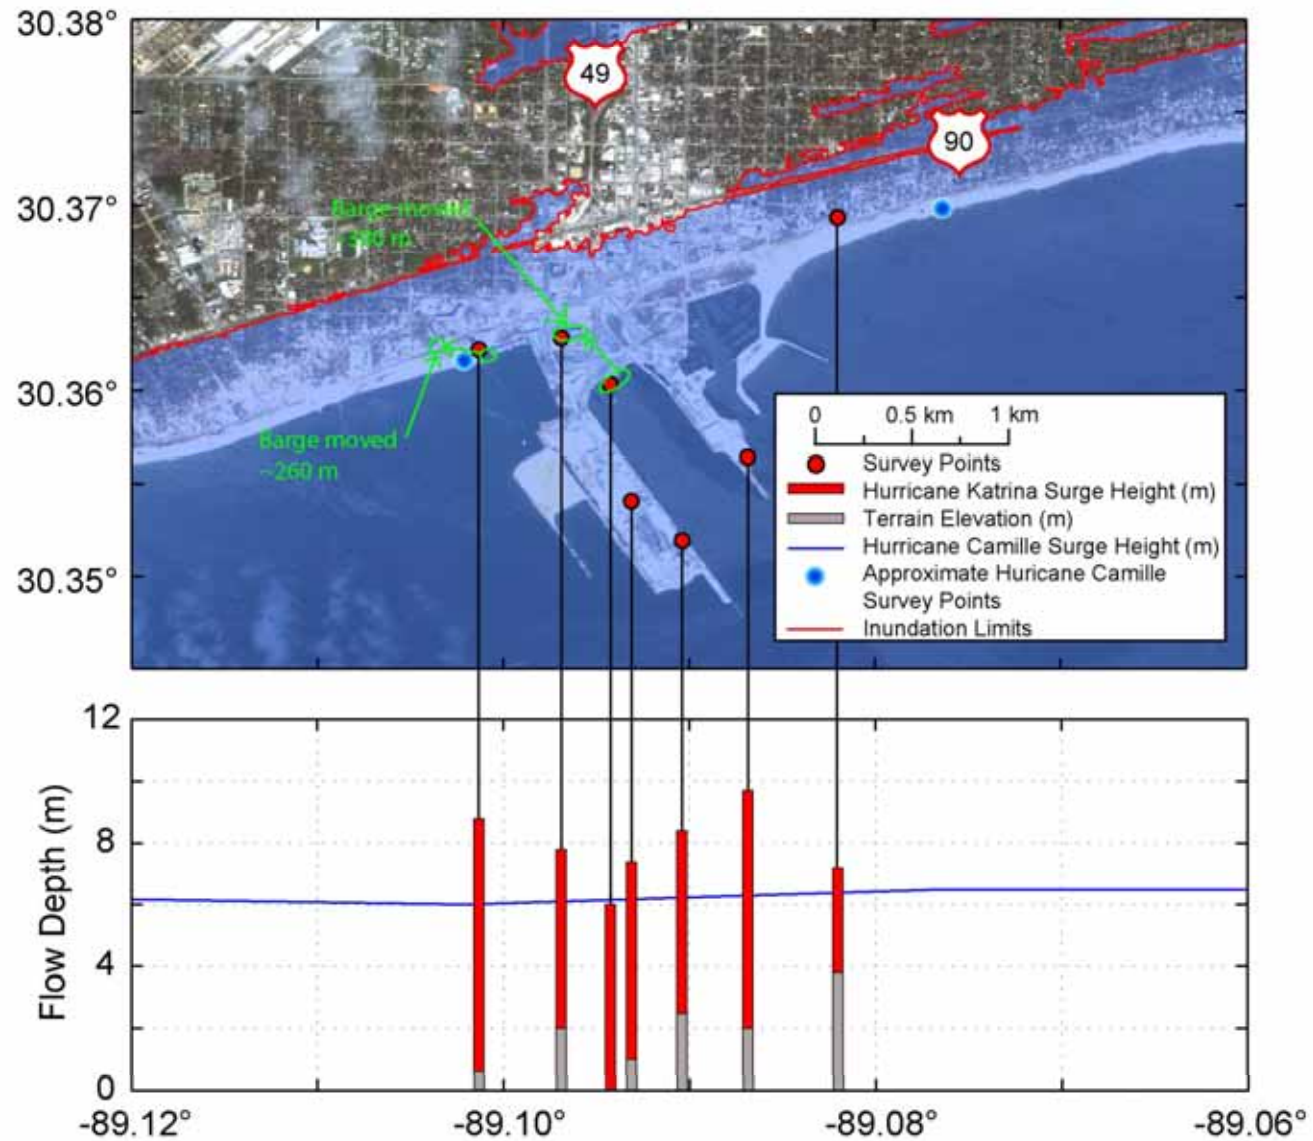 30.38°
49
90
30.37°
Barge moved
30.36°
Barge moved
~260 m
0 0.5 km 1 km
Survey Points
Hurricane Katrina Surge Height (m)
Terrain Elevation (m)
Hurricane Camille Surge Height (m)
Approximate Huricane Camille
Survey Points
Inundation Limits
30.35°
12
8
4
0
Flow Depth (m)
-89.12° -89.10° -89.08° -89.06°